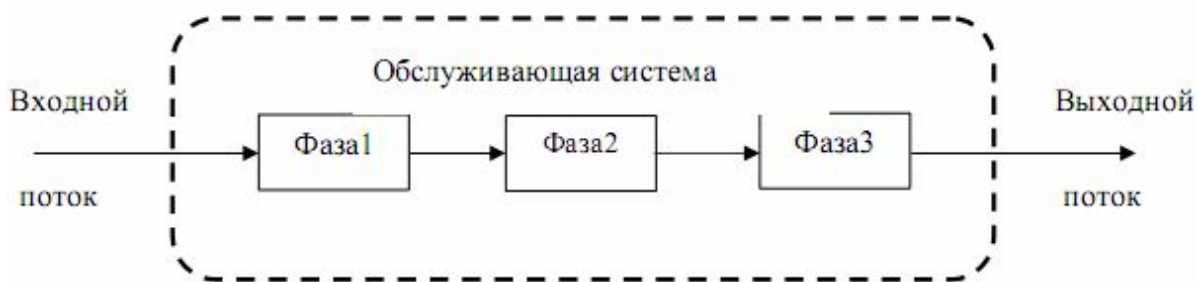 Обслуживающая система
Входной
Выходной
Фаза1
Фаза2
Фаза3
поток
поток